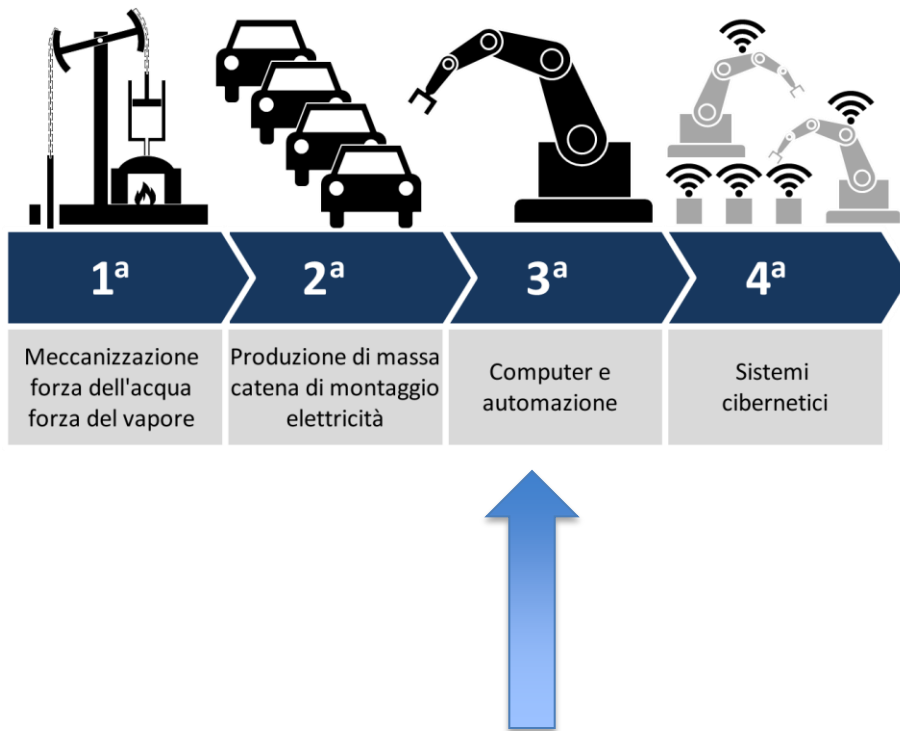 1ª
2ª
3ª
4ª
Meccanizzazione
forza dell'acqua
forza del vapore
Produzione di massa
catena di montaggio
elettricità
Computer e
automazione
Sistemi
cibernetici